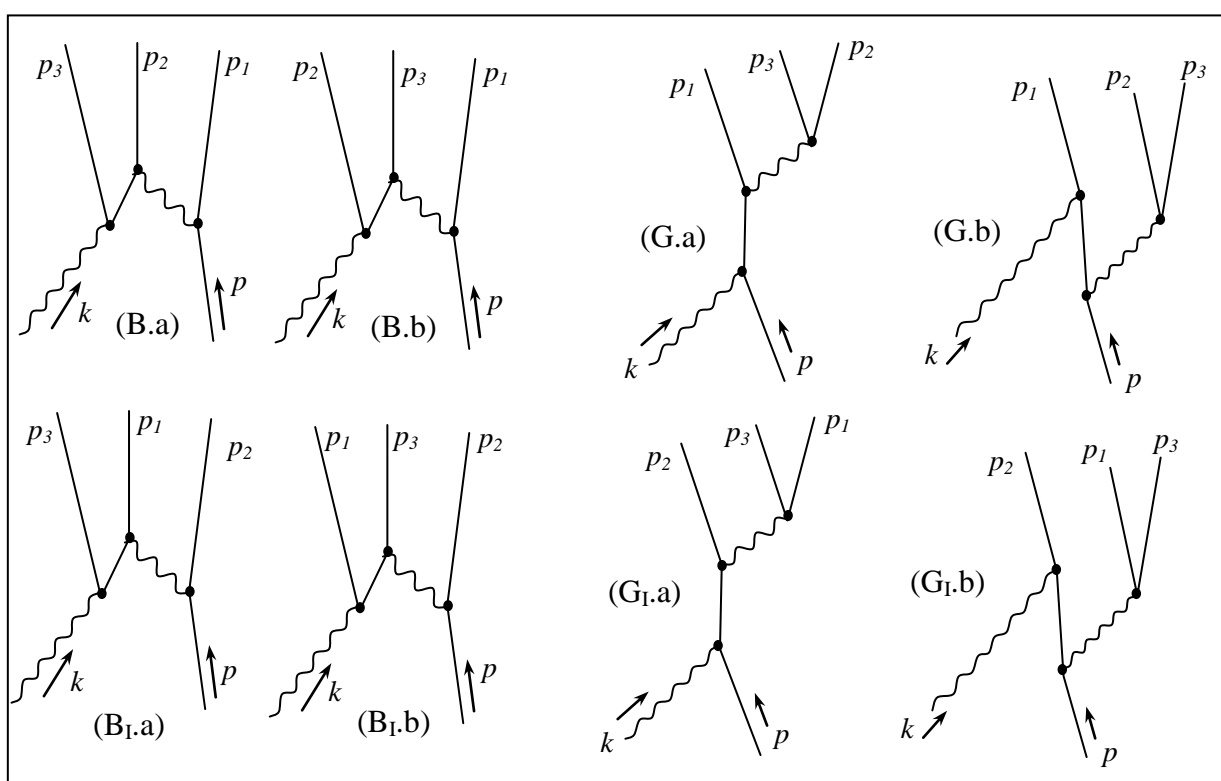 p3 p2 p1
k (B.a) p
p2 p3 p1
k (B.b) p
p1 p3 p2
(G.a)
k p
p1 p2 p3
(G.b)
k p
p3 p1 p2
k (BI.a) p
p1 p3 p2
k (BI.b) p
p2 p3 p1
(GI.a)
k p
p2 p1 p3
(GI.b)
k p